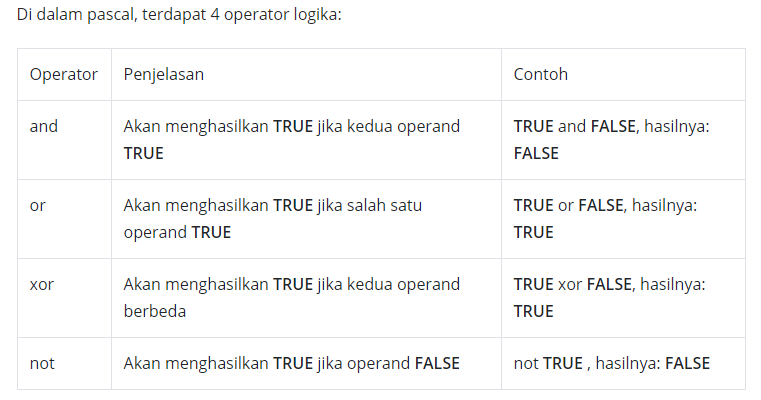 Di dalam pascal, terdapat 4 operator logika:
Operator Penjelasan Contoh
and Akan menghasilkan TRUE jika kedua operand TRUE and FALSE, hasilnya:
TRUE FALSE
or Akan menghasilkan TRUE jika salah satu TRUE or FALSE, hasilnya:
operand TRUE TRUE
xor Akan menghasilkan TRUE jika kedua operand TRUE xor FALSE, hasilnya:
berbeda TRUE
not Akan menghasilkan TRUE jika operand FALSE not TRUE , hasilnya: FALSE